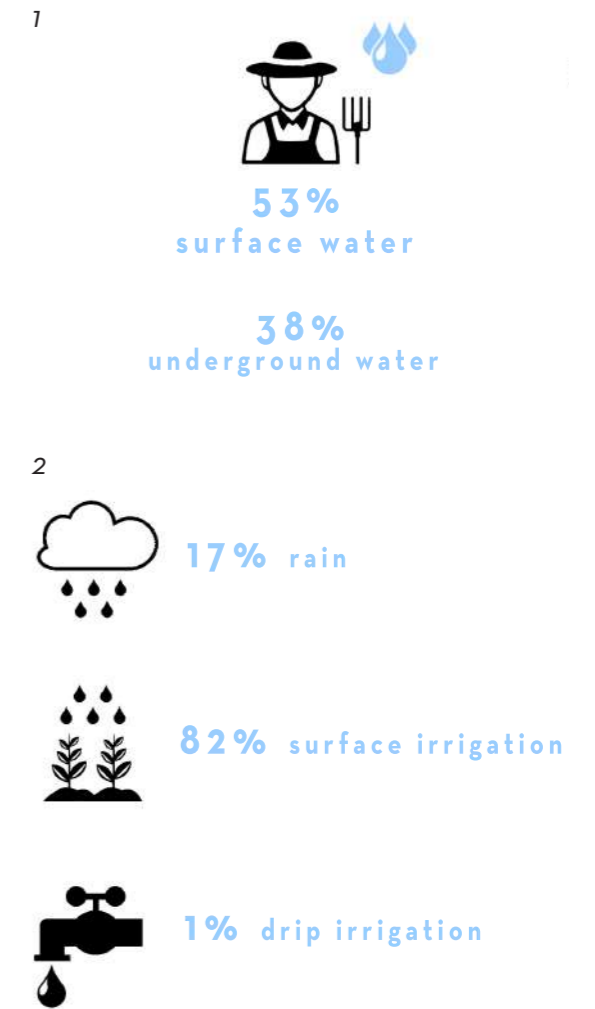 1
53%
surface water
38%
underground water
2
17% rain
82% surface irrigation
1% drip irrigation